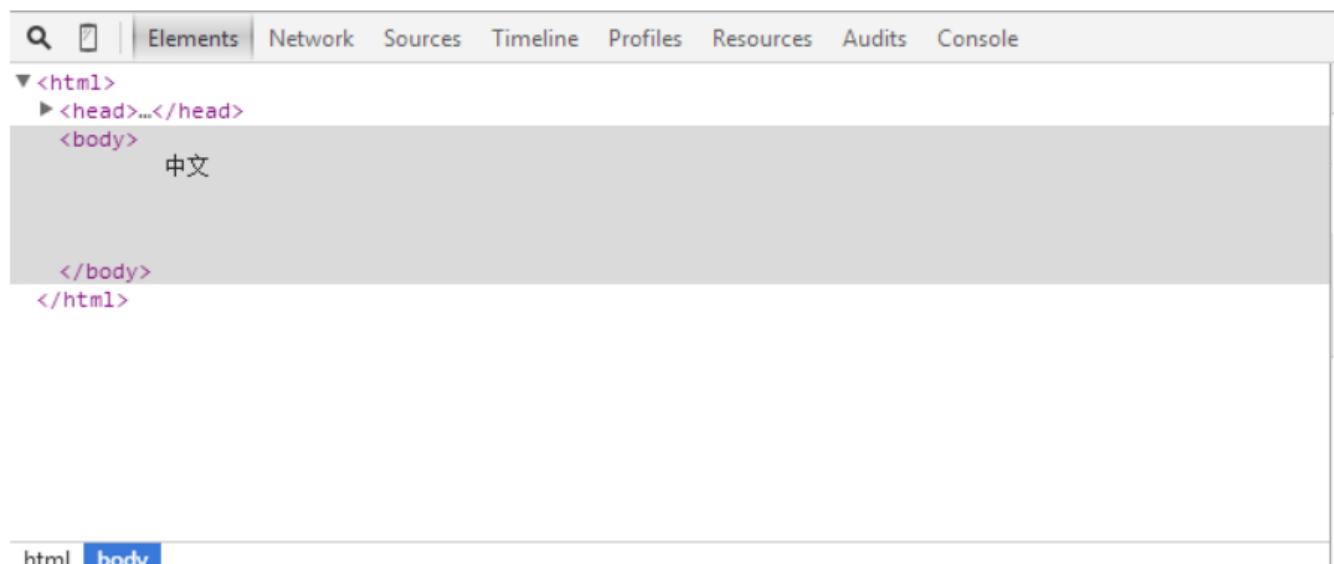 Elements Network Sources Timeline Profiles Resources Audits Console
<html>
<head>…</head>
<body>
中文
</body>
</html>
html body